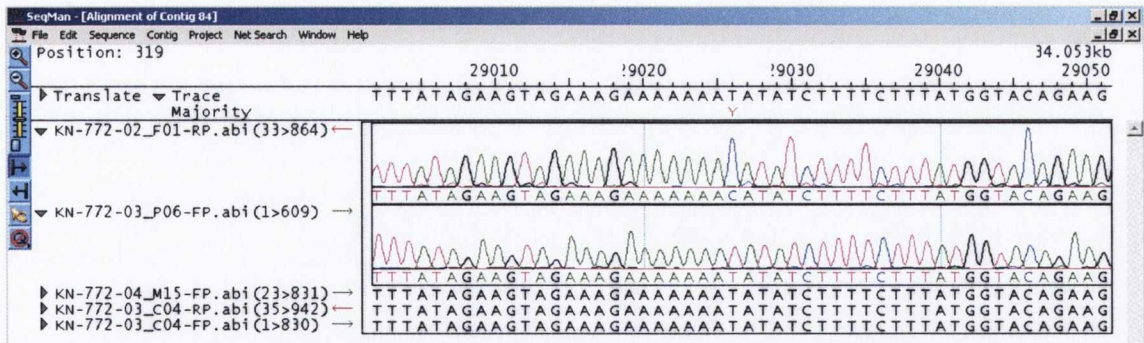 SeqMan - [Alignment of Contig 84]
File Edit Sequence Contig Project Net Search Window Help
Position: 319 34.053kb
29010 29020 29030 29040 29050
Translate Trace TTTATAGAAGTAGAAAGAAAAAAATATATCTTTTCTTTATGGTACAGAAG
Majority Y
KN-772-02_F01-RP.abi(33>864)
TTTATAGAAGTAGAAAGAAAAAAACATATCTTTTCTTTATGGTACAGAAG
KN-772-03_P06-FP.abi(1>609)
TTTATAGAAGTAGAAAGAAAAAAATATATCTTTTCTTTATGGTACAGAAG
KN-772-04_M15-FP.abi(23>831) TTTATAGAAGTAGAAAGAAAAAAATATATCTTTTCTTTATGGTACAGAAG
KN-772-03_C04-RP.abi(35>942) TTTATAGAAGTAGAAAGAAAAAAATATATCTTTTCTTTATGGTACAGAAG
KN-772-03_C04-FP.abi(1>830) TTTATAGAAGTAGAAAGAAAAAAATATATCTTTTCTTTATGGTACAGAAG